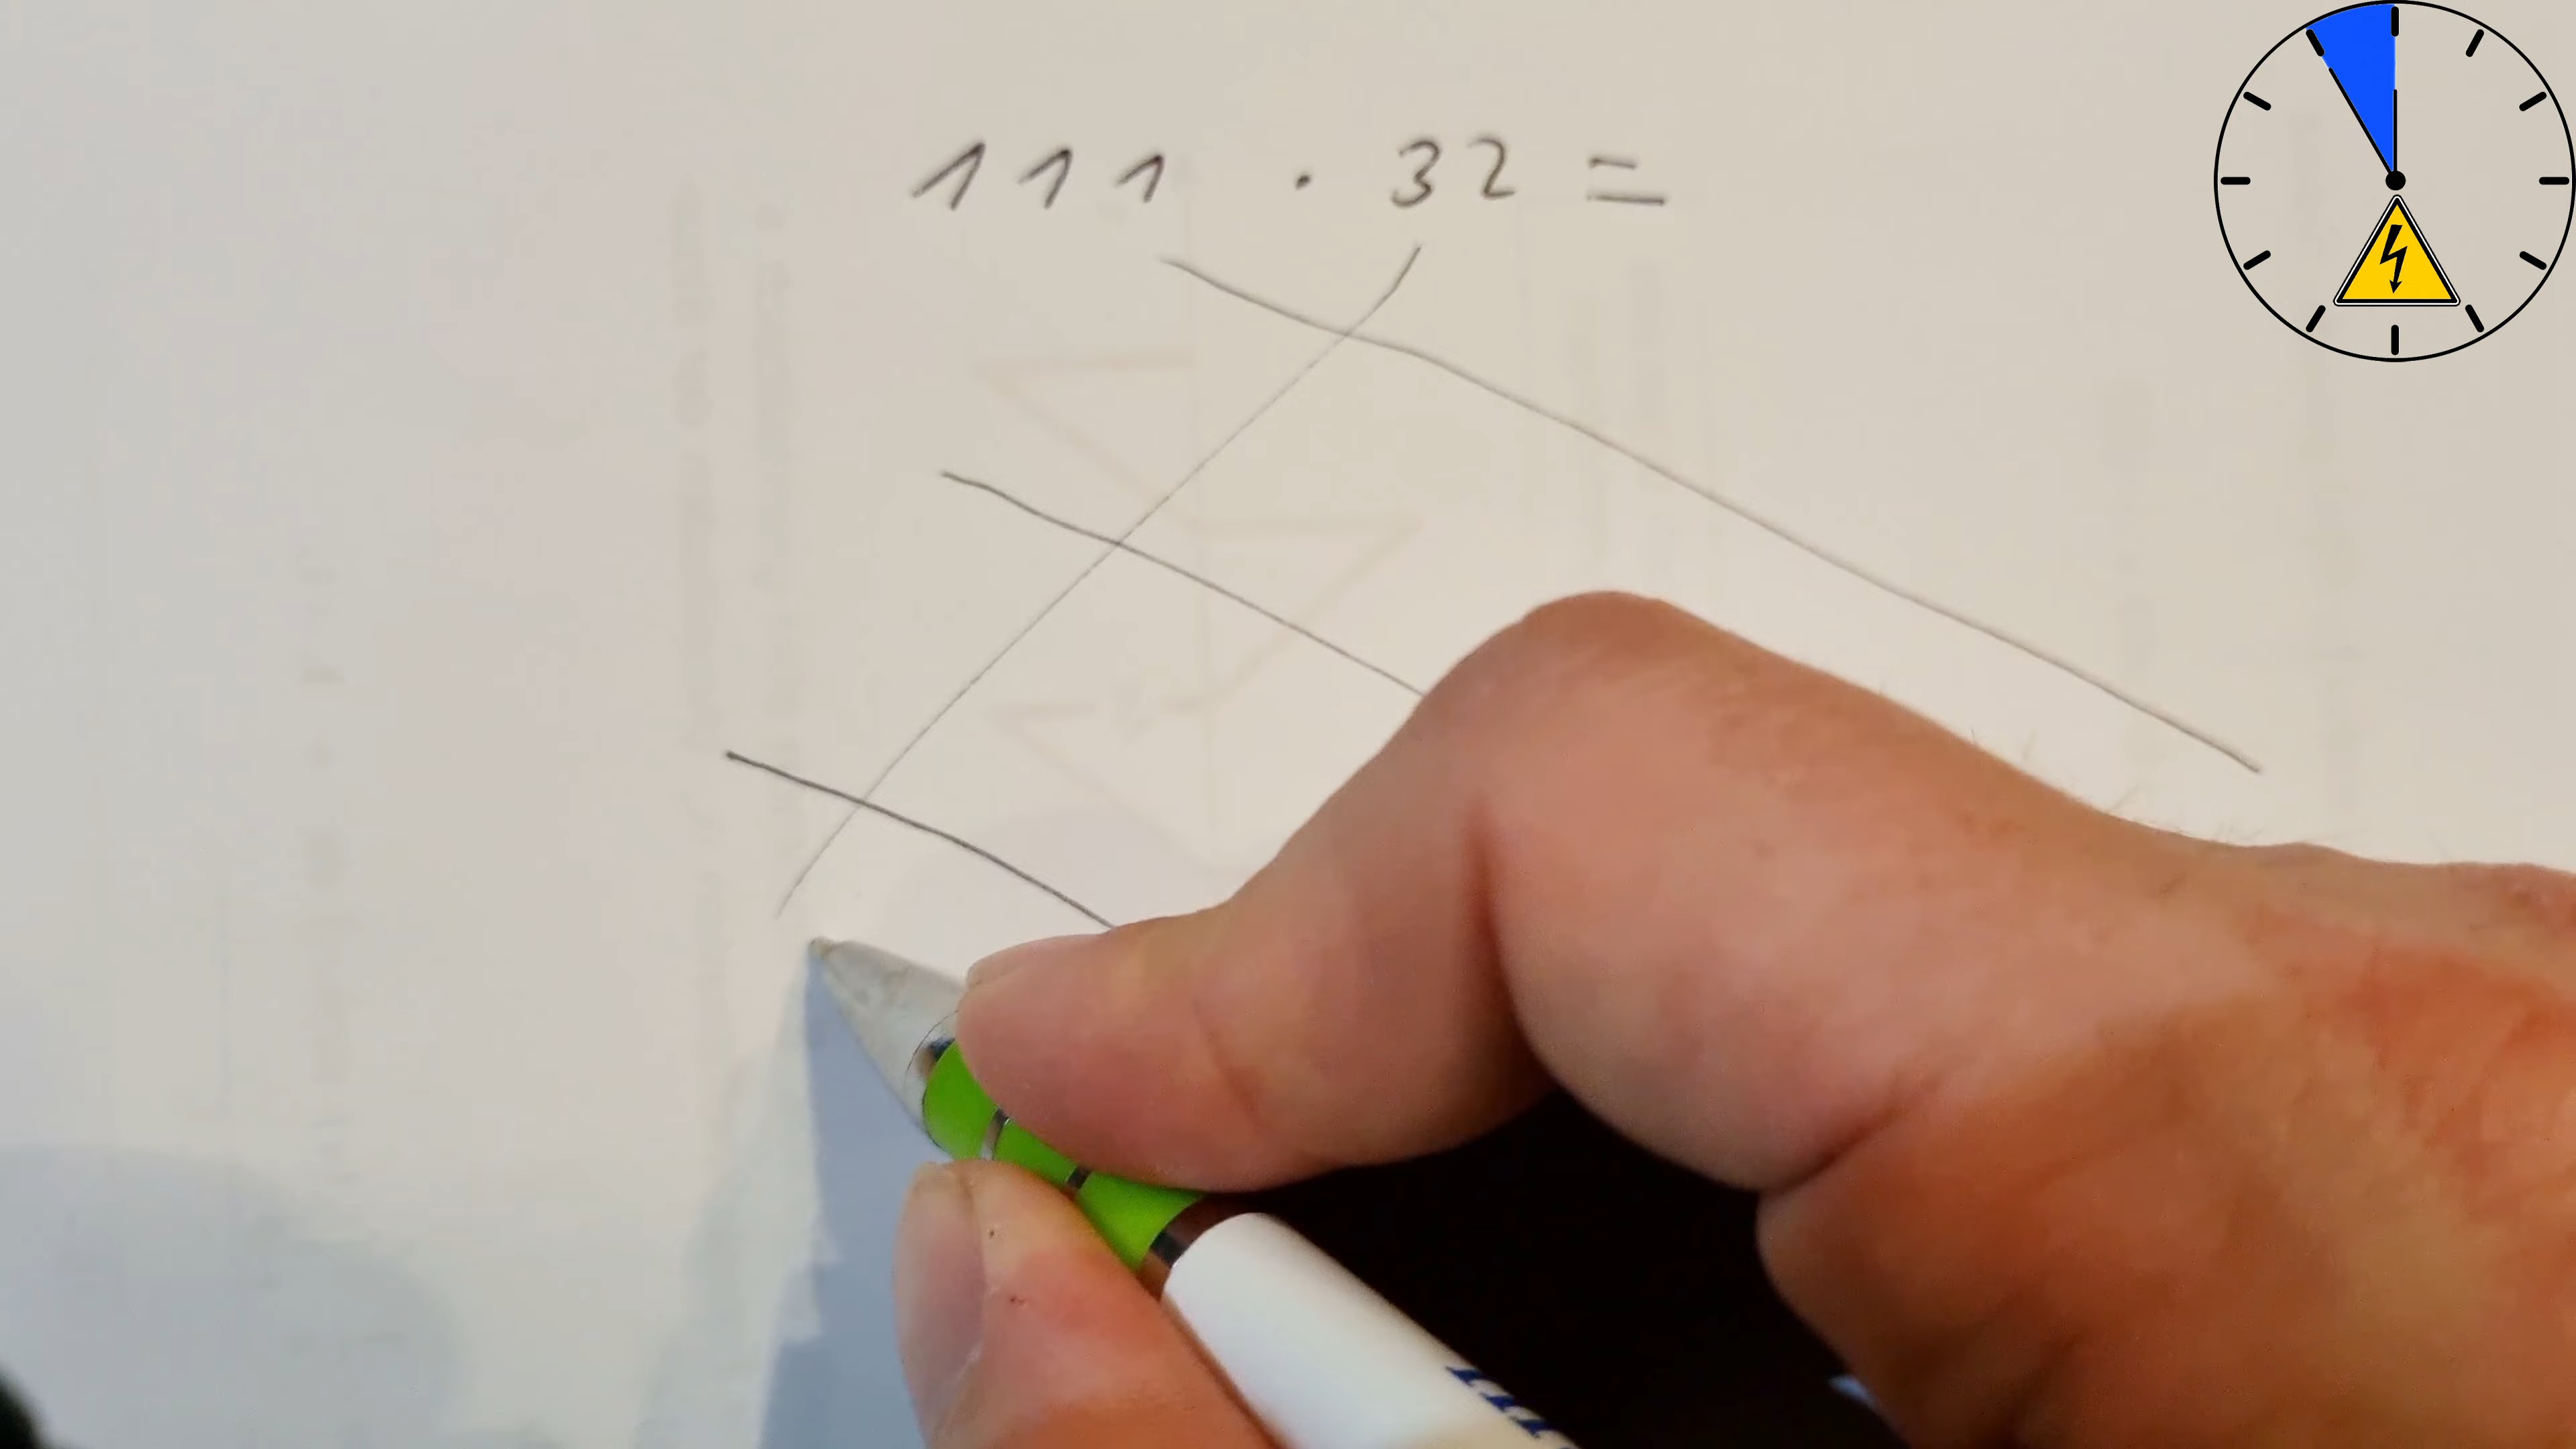 111 · 32 =